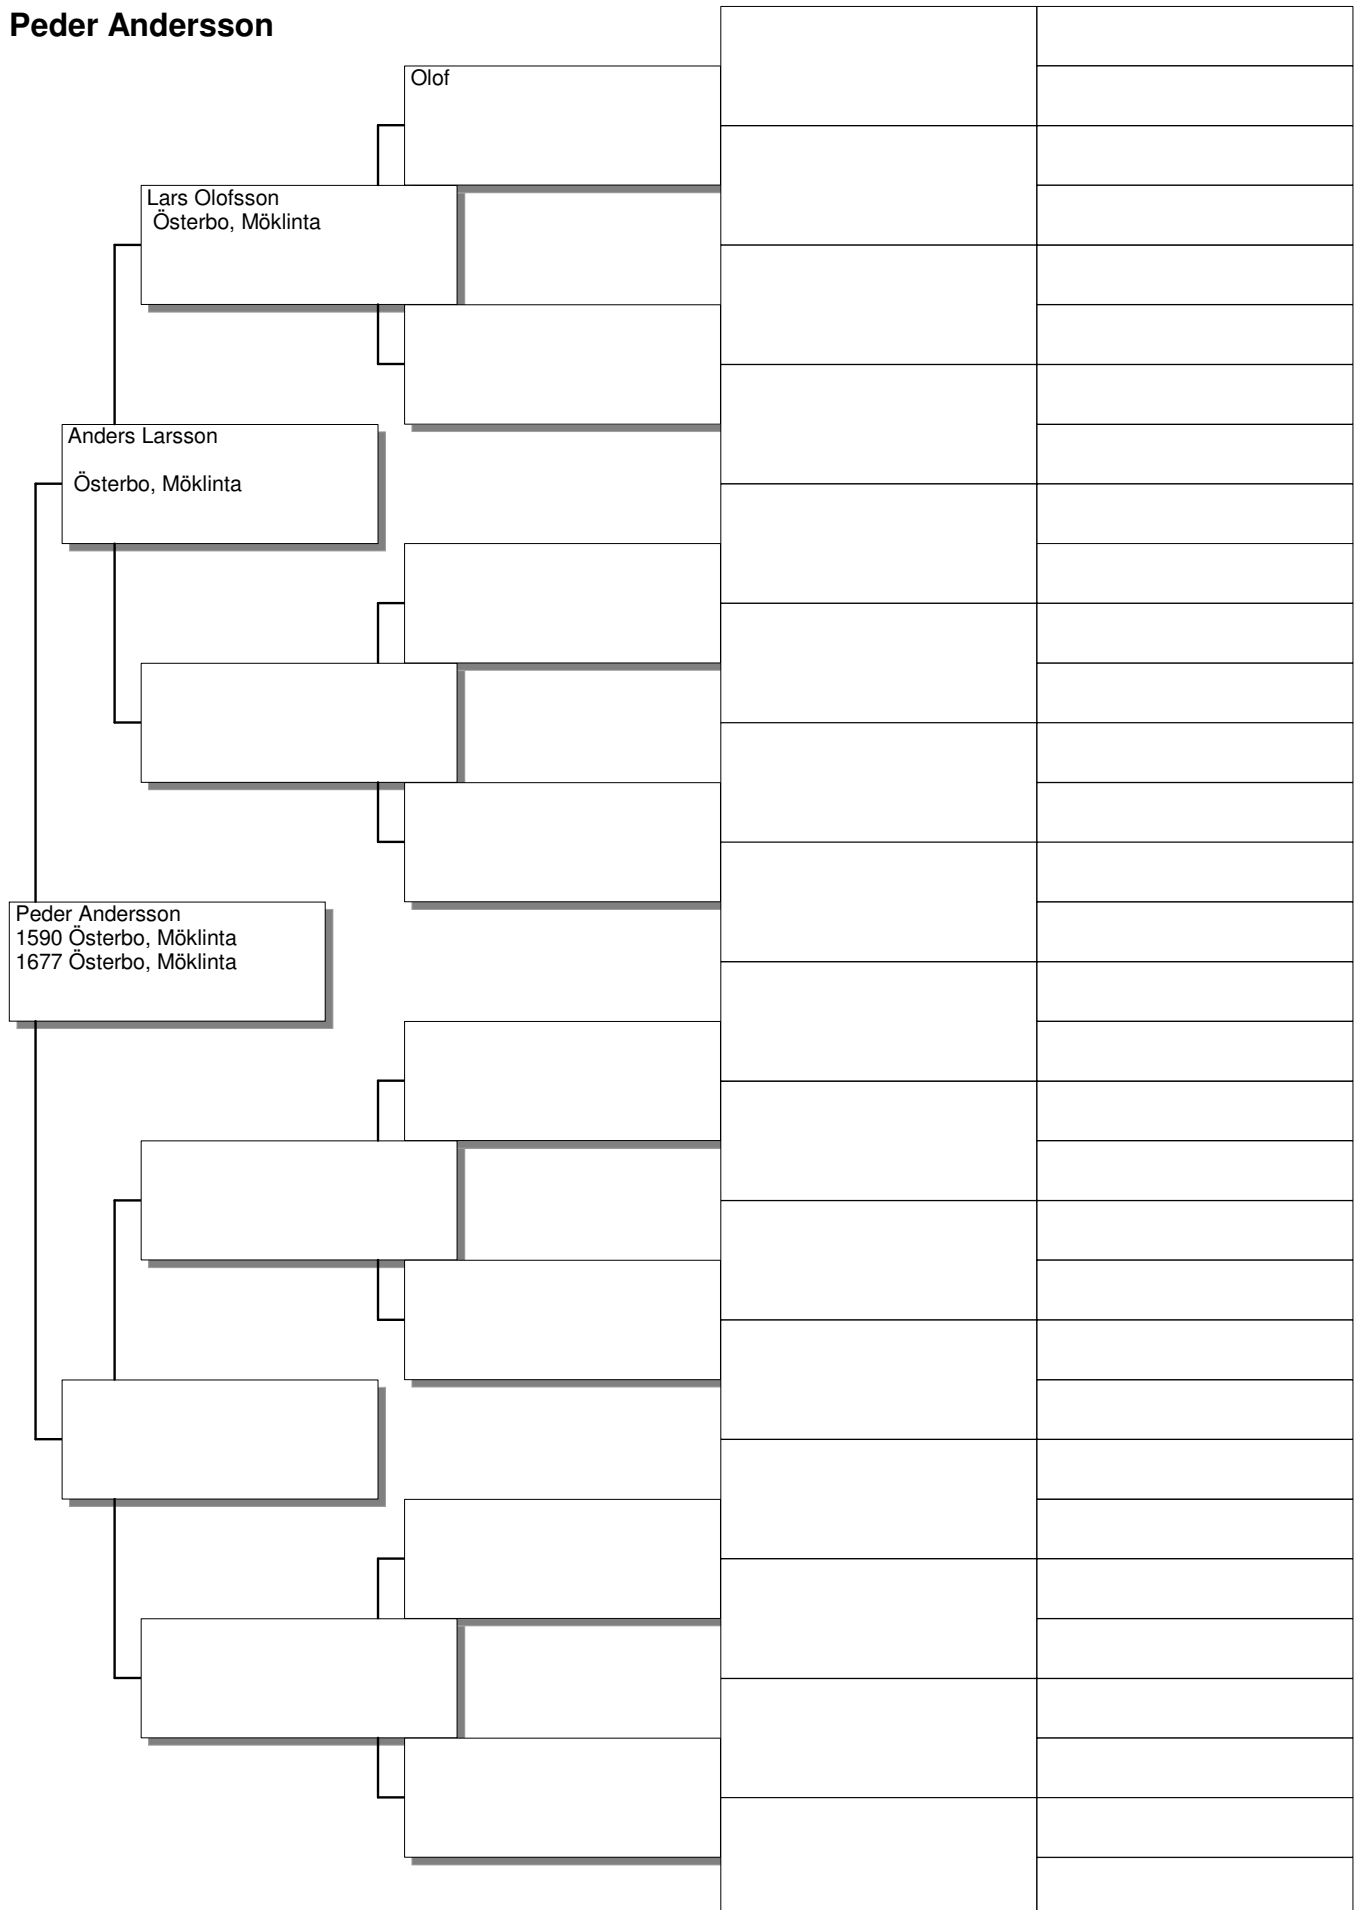 Peder Andersson
Olof
Lars Olofsson
Österbo, Möklinta
Anders Larsson
Österbo, Möklinta
Peder Andersson
1590 Österbo, Möklinta
1677 Österbo, Möklinta